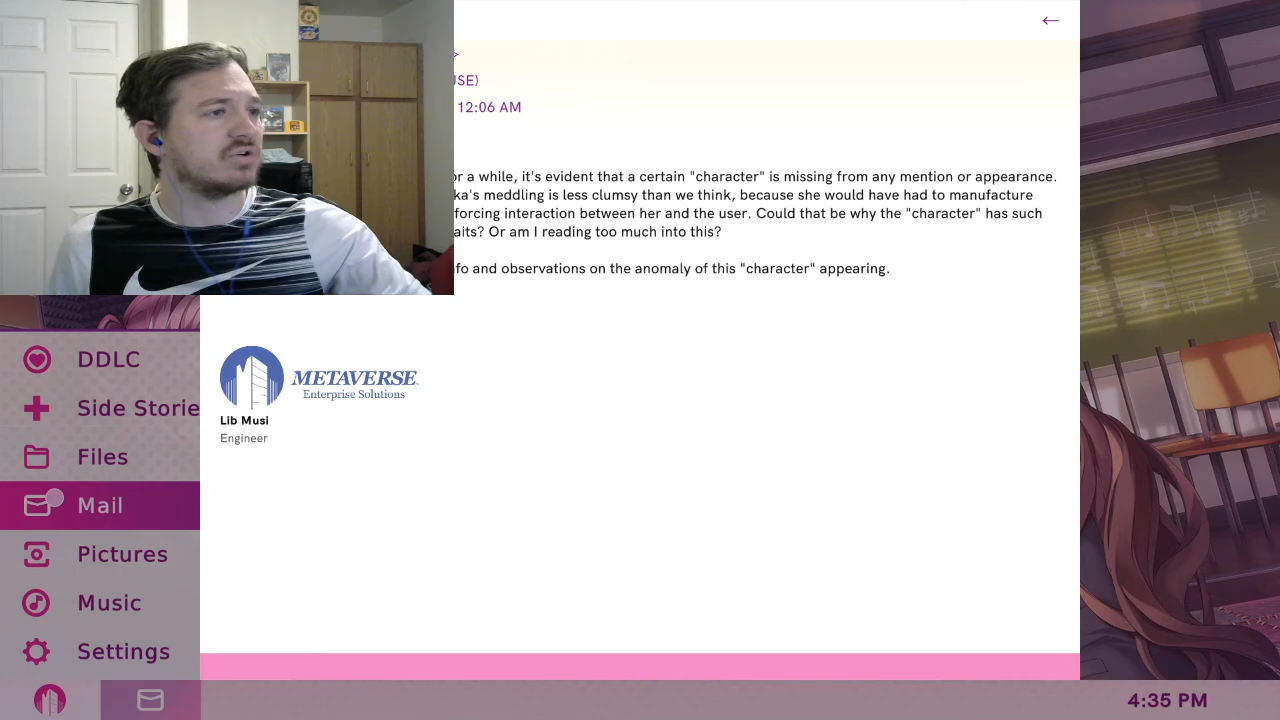 ←
>
USE)
12:06 AM
or a while, it's evident that a certain "character" is missing from any mention or appearance.
ka's meddling is less clumsy than we think, because she would have had to manufacture
forcing interaction between her and the user. Could that be why the "character" has such
aits? Or am I reading too much into this?
nfo and observations on the anomaly of this "character" appearing.
METAVERSE
Enterprise Solutions
Lib Musi
Engineer
DDLC
Side Storie
Files
Mail
Pictures
Music
Settings
4:35 PM